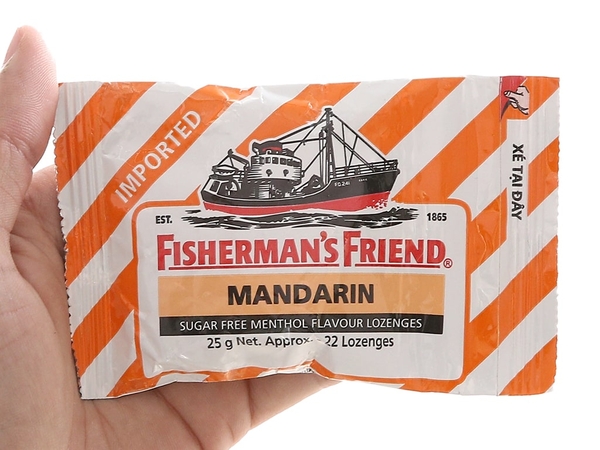 IMPORTED
XÉ TẠI ĐÂY
EST. 1865
FISHERMAN'S FRIEND®
MANDARIN
SUGAR FREE MENTHOL FLAVOUR LOZENGES
25 g Net. Approx. 22 Lozenges